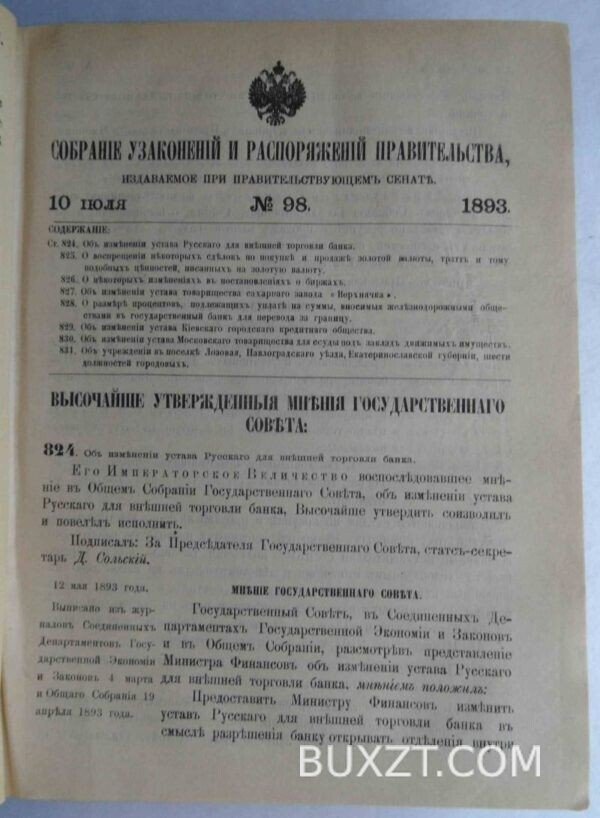 СОБРАНІЕ УЗАКОНЕНІЙ И РАСПОРЯЖЕНІЙ ПРАВИТЕЛЬСТВА,
ИЗДАВАЕМОЕ ПРИ ПРАВИТЕЛЬСТВУЮЩЕМЪ СЕНАТѢ.
10 ІЮЛЯ № 98. 1893.
СОДЕРЖАНІЕ:
Ст. 824. Объ измѣненіи устава Русскаго для внѣшней торговли банка.
825. О воспрещеніи нѣкоторыхъ сдѣлокъ по покупкѣ и продажѣ золотой валюты, траттъ и тому
подобныхъ цѣнностей, писанныхъ на золотую валюту.
826. О нѣкоторыхъ измѣненіяхъ въ постановленіяхъ о биржахъ.
827. Объ измѣненіи устава товарищества сахарнаго завода «Верхнячка».
828. О размѣрѣ процентовъ, подлежащихъ уплатѣ на суммы, вносимыя желѣзнодорожными обще-
ствами въ государственный банкъ для перевода за границу.
829. Объ измѣненіи устава Кіевскаго городскаго кредитнаго общества.
830. Объ измѣненіи устава Московскаго товарищества для ссуды подъ закладъ движимыхъ имуществъ.
831. Объ учрежденіи въ поселкѣ Лозовая, Павлоградскаго уѣзда, Екатеринославской губерніи, шести
должностей городовыхъ.
ВЫСОЧАЙШЕ УТВЕРЖДЕННЫЯ МНѢНІЯ ГОСУДАРСТВЕННАГО
СОВѢТА:
824. Объ измѣненіи устава Русскаго для внѣшней торговли банка.
Его Императорское Величество воспослѣдовавшее мнѣ-
ніе въ Общемъ Собраніи Государственнаго Совѣта, объ измѣненіи устава
Русскаго для внѣшней торговли банка, Высочайше утвердить соизволилъ
и повелѣлъ исполнить.
Подписалъ: За Предсѣдателя Государственнаго Совѣта, статсъ-секре-
тарь Д. Сольскій.
12 мая 1893 года.
Выписано изъ жур-
наловъ Соединенныхъ
Департаментовъ Госу-
дарственной Экономіи
и Законовъ 4 марта
и Общаго Собранія 19
апрѣля 1893 года.
МНѢНІЕ ГОСУДАРСТВЕННАГО СОВѢТА.
Государственный Совѣтъ, въ Соединенныхъ Де-
партаментахъ Государственной Экономіи и Законовъ
и въ Общемъ Собраніи, разсмотрѣвъ представленіе
Министра Финансовъ объ измѣненіи устава Русскаго
для внѣшней торговли банка, мнѣніемъ положилъ:
Предоставить Министру Финансовъ измѣнить
уставъ Русскаго для внѣшней торговли банка въ
смыслѣ разрѣшенія банку открывать отдѣленія внутри
BUXZT.COM